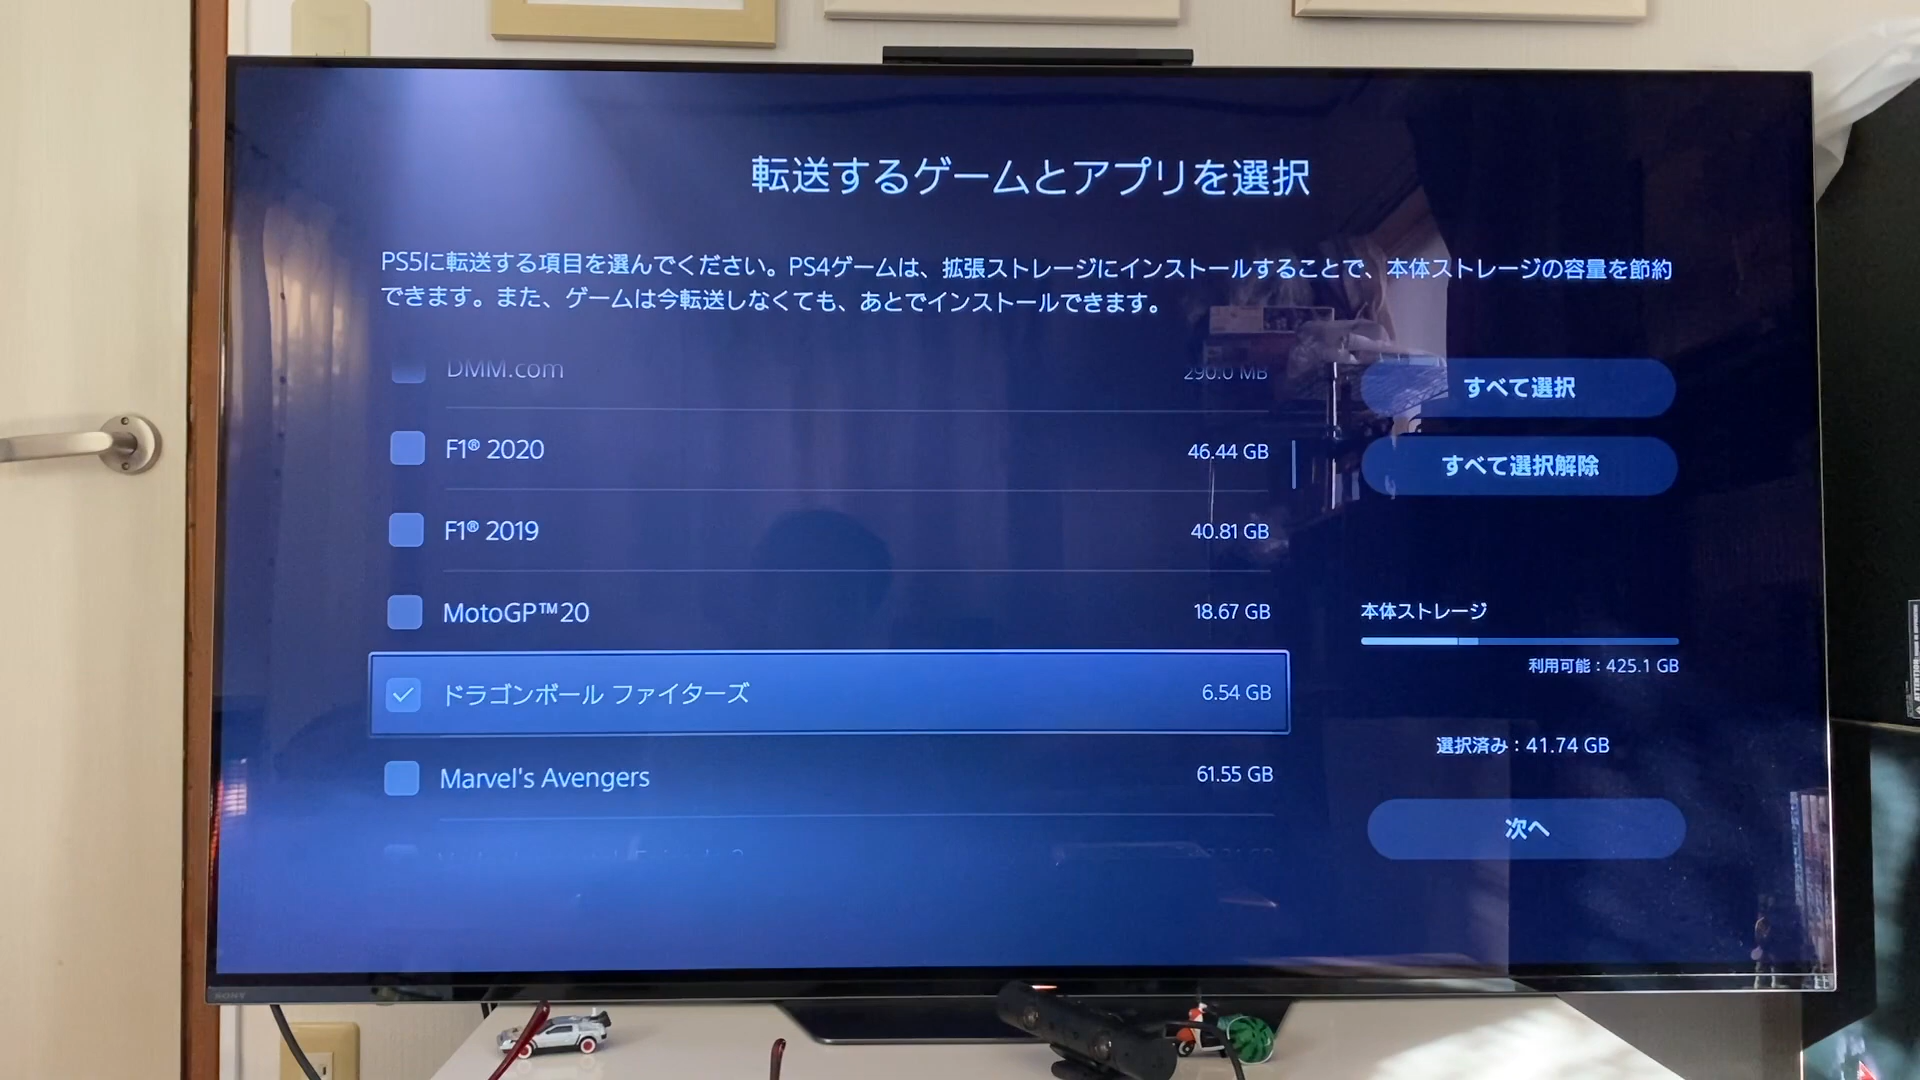 転送するゲームとアプリを選択
PS5に転送する項目を選んでください。PS4ゲームは、拡張ストレージにインストールすることで、本体ストレージの容量を節約
できます。また、ゲームは今転送しなくても、あとでインストールできます。
DMM.com 290.0 MB
F1® 2020 46.44 GB
F1® 2019 40.81 GB
MotoGP™20 18.67 GB
ドラゴンボール ファイターズ 6.54 GB
Marvel's Avengers 61.55 GB
すべて選択
すべて選択解除
本体ストレージ
利用可能：425.1 GB
選択済み：41.74 GB
次へ
SONY